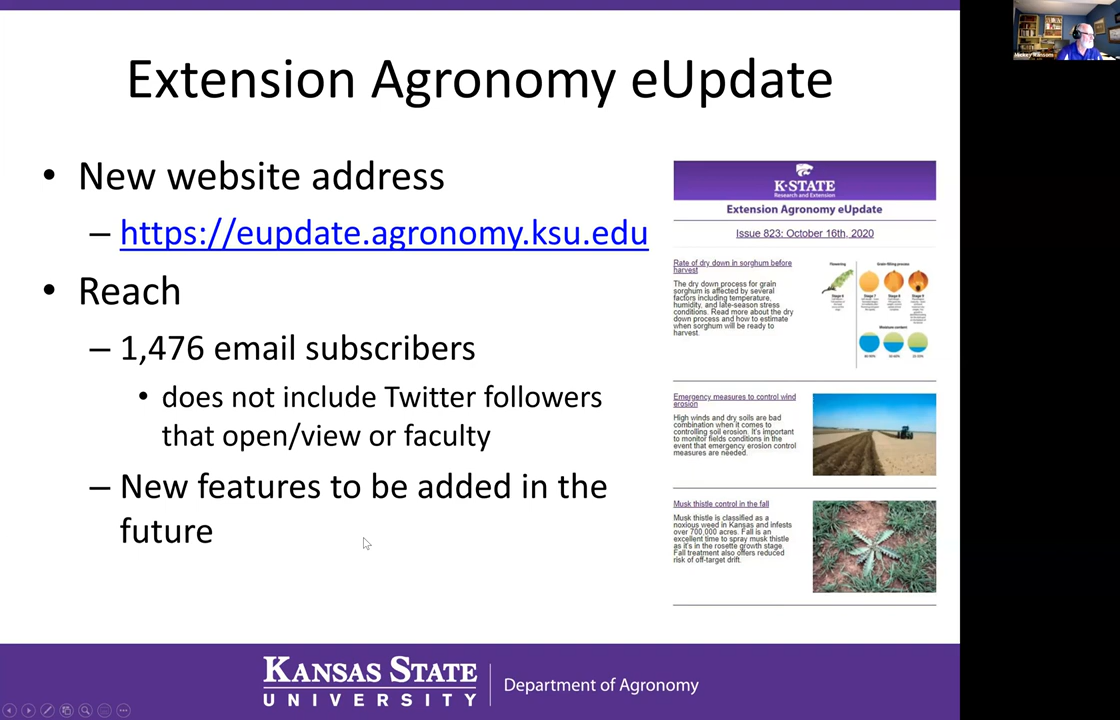 Extension Agronomy eUpdate
• New website address
– https://eupdate.agronomy.ksu.edu
• Reach
– 1,476 email subscribers
• does not include Twitter followers
that open/view or faculty
– New features to be added in the
future
K·STATE
Research and Extension
Extension Agronomy eUpdate
Issue 823: October 16th, 2020
Rate of dry down in sorghum before
harvest
The dry down process for grain
sorghum is affected by several
factors including temperature,
humidity, and late-season stress
conditions. Read more about the dry
down process and how to estimate
when sorghum will be ready to
harvest.
Flowering
Grain filling process
Moisture content
Emergency measures to control wind
erosion
High winds and dry soils are bad
combination when it comes to
controlling soil erosion. It's important
to monitor fields conditions in the
event that emergency erosion control
measures are needed.
Musk thistle control in the fall
Musk thistle is classified as a
noxious weed in Kansas and infests
over 700,000 acres. Fall is an
excellent time to spray musk thistle
as it's in the rosette growth stage.
Fall treatment also offers reduced
risk of off-target drift.
KANSAS STATE
UNIVERSITY
Department of Agronomy